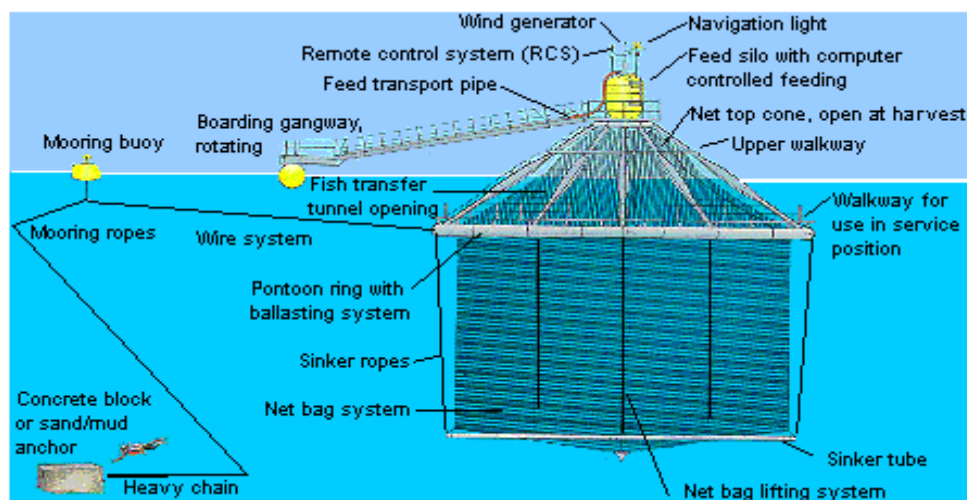 Wind generator
Navigation light
Remote control system (RCS)
Feed silo with computer
controlled feeding
Feed transport pipe
Net top cone, open at harvest
Boarding gangway,
rotating
Mooring buoy
Upper walkway
Fish transfer
tunnel opening
Walkway for
use in service
position
Mooring ropes
Wire system
Pontoon ring with
ballasting system
Sinker ropes
Net bag system
Concrete block
or sand/mud
anchor
Heavy chain
Sinker tube
Net bag lifting system